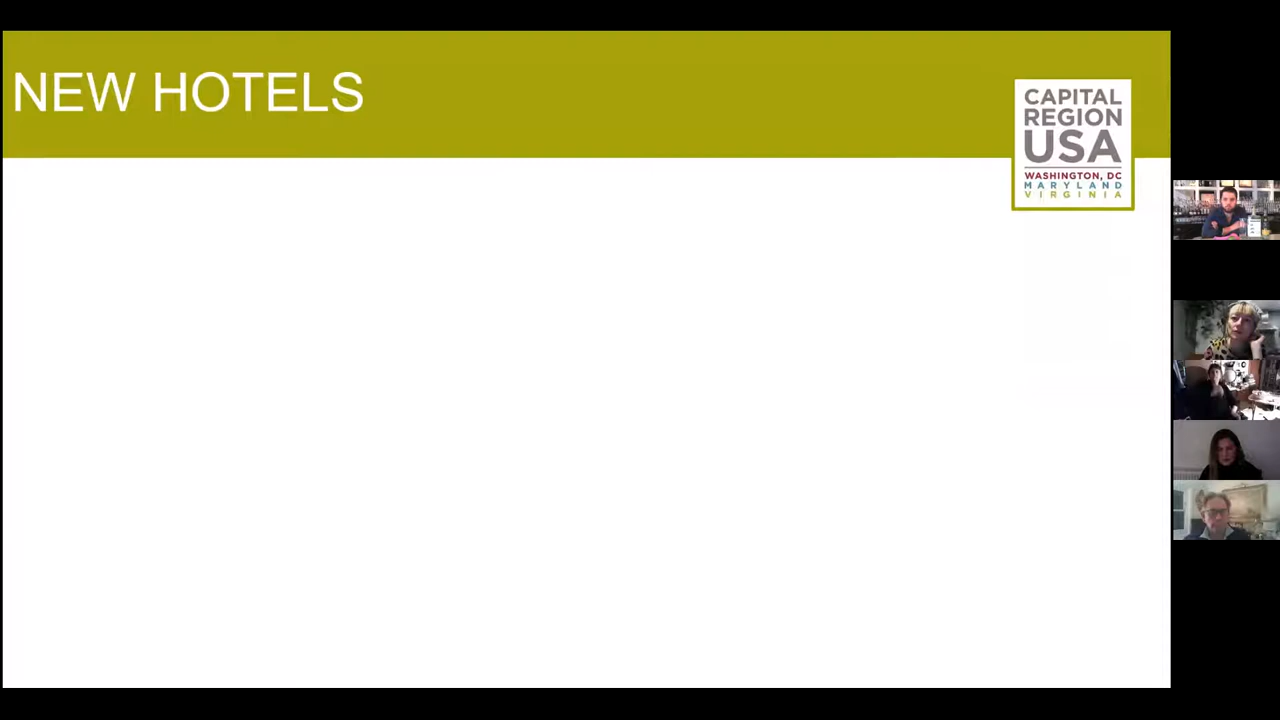 NEW HOTELS
CAPITAL
REGION
USA
WASHINGTON, DC
MARYLAND
VIRGINIA